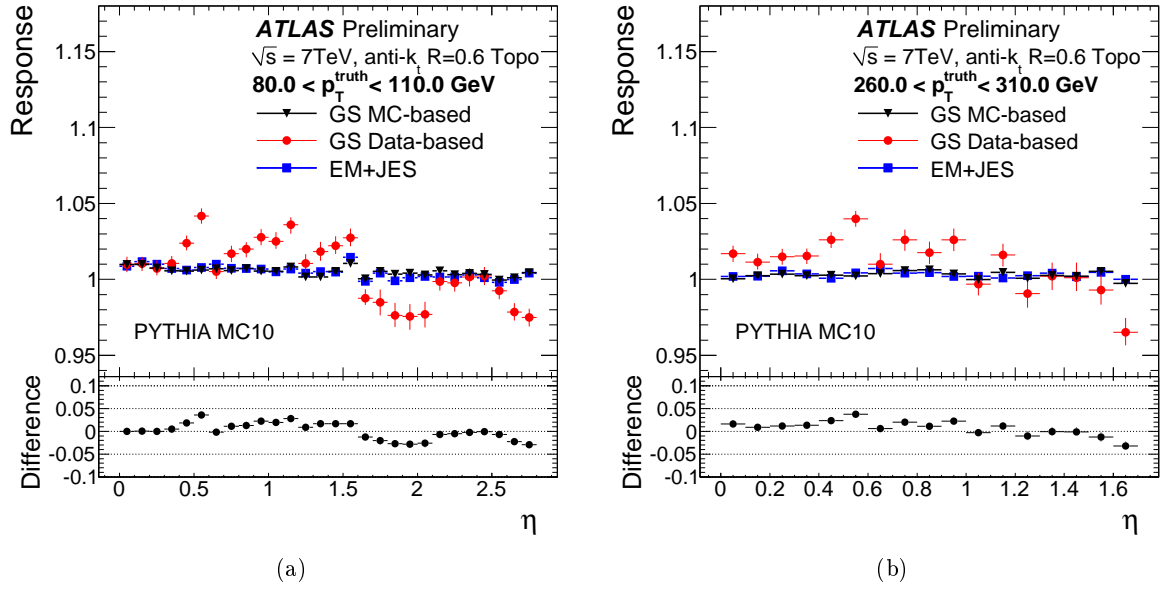 Response
1.15
1.1
1.05
1
0.95
ATLAS Preliminary
√s = 7TeV, anti-k_t R=0.6 Topo
80.0 < p_T^truth < 110.0 GeV
GS MC-based
GS Data-based
EM+JES
PYTHIA MC10
Difference
0.1
0.05
0
-0.05
-0.1
0 0.5 1 1.5 2 2.5
η
(a)
Response
1.15
1.1
1.05
1
0.95
ATLAS Preliminary
√s = 7TeV, anti-k_t R=0.6 Topo
260.0 < p_T^truth < 310.0 GeV
GS MC-based
GS Data-based
EM+JES
PYTHIA MC10
Difference
0.1
0.05
0
-0.05
-0.1
0 0.2 0.4 0.6 0.8 1 1.2 1.4 1.6
η
(b)